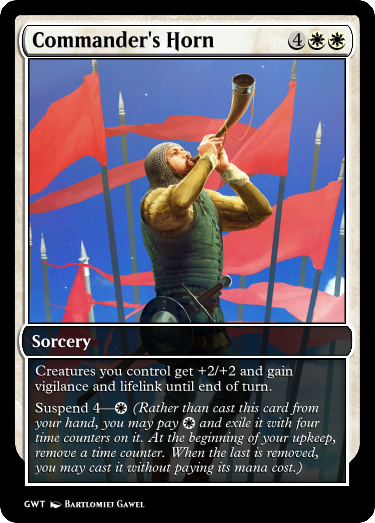 Commander's Horn 4
Sorcery
Creatures you control get +2/+2 and gain
vigilance and lifelink until end of turn.
Suspend 4— (Rather than cast this card from
your hand, you may pay and exile it with four
time counters on it. At the beginning of your upkeep,
remove a time counter. When the last is removed,
you may cast it without paying its mana cost.)
GWT Bartlomiej Gawel